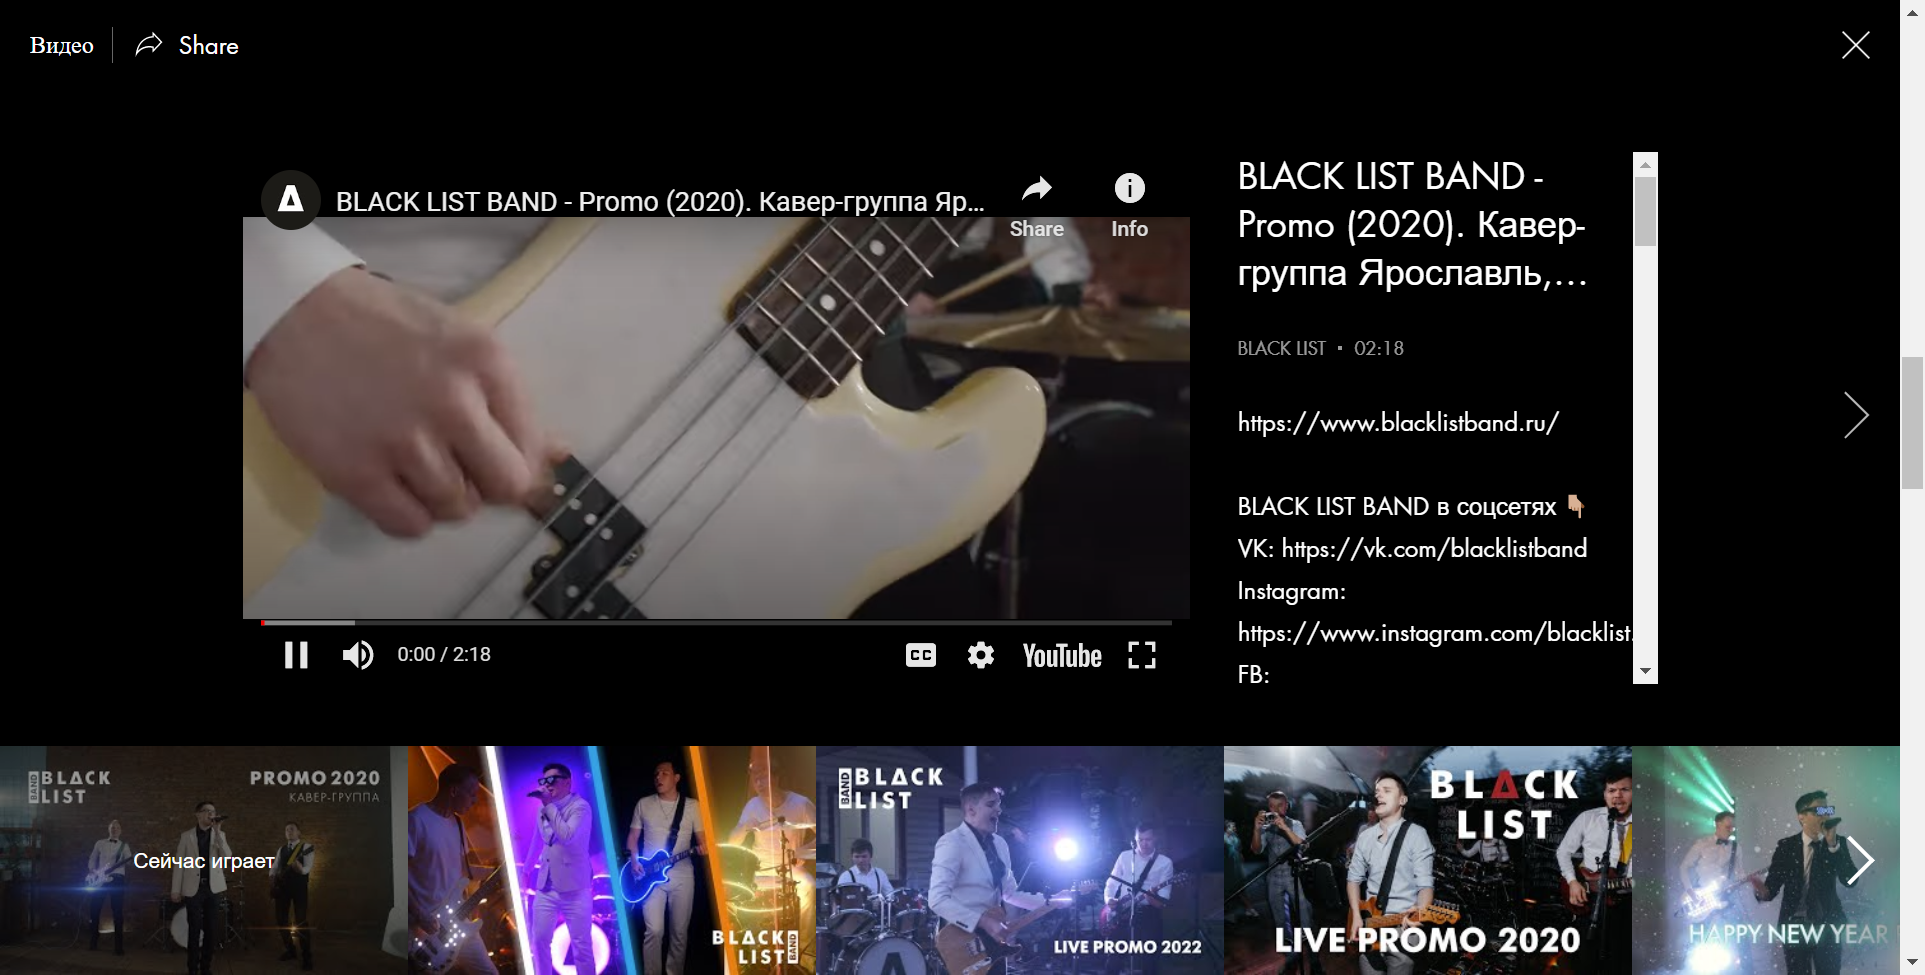 Видео
Share
BLACK LIST BAND - Promo (2020). Кавер-группа Яр...
Share
Info
0:00 / 2:18
CC
YouTube
BLACK LIST BAND -
Promo (2020). Кавер-
группа Ярославль,...
BLACK LIST • 02:18
https://www.blacklistband.ru/
BLACK LIST BAND в соцсетях 👇🏼
VK: https://vk.com/blacklistband
Instagram:
https://www.instagram.com/blacklist.
FB:
BLACK
LIST
BAND
PROMO 2020
КАВЕР-ГРУППА
Сейчас играет
BLACK
LIST
BAND
BAND
BLACK
LIST
LIVE PROMO 2022
BLACK
LIST
LIVE PROMO 2020
HAPPY NEW YEAR